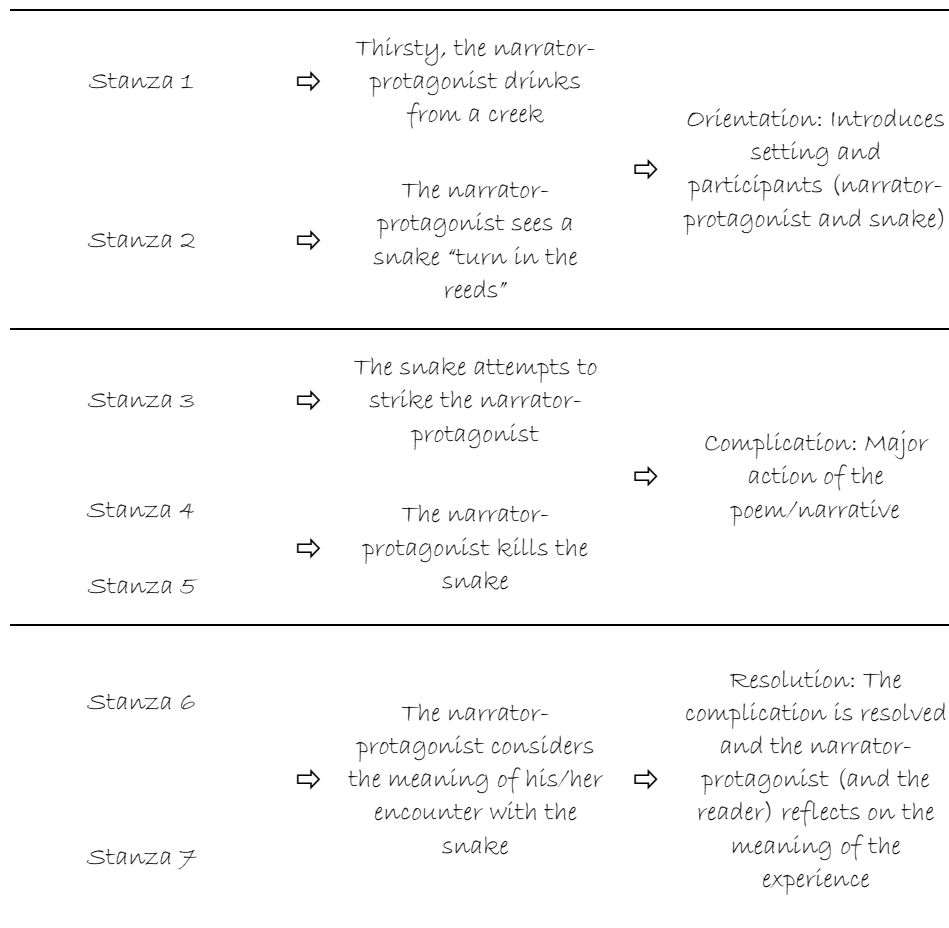 Stanza 1
⇨
Thirsty, the narrator-
protagonist drinks
from a creek
Stanza 2
⇨
The narrator-
protagonist sees a
snake “turn in the
reeds”
⇨
Orientation: Introduces
setting and
participants (narrator-
protagonist and snake)
Stanza 3
⇨
The snake attempts to
strike the narrator-
protagonist
Stanza 4
Stanza 5
⇨
The narrator-
protagonist kills the
snake
⇨
Complication: Major
action of the
poem/narrative
Stanza 6
Stanza 7
⇨
The narrator-
protagonist considers
the meaning of his/her
encounter with the
snake
⇨
Resolution: The
complication is resolved
and the narrator-
protagonist (and the
reader) reflects on the
meaning of the
experience